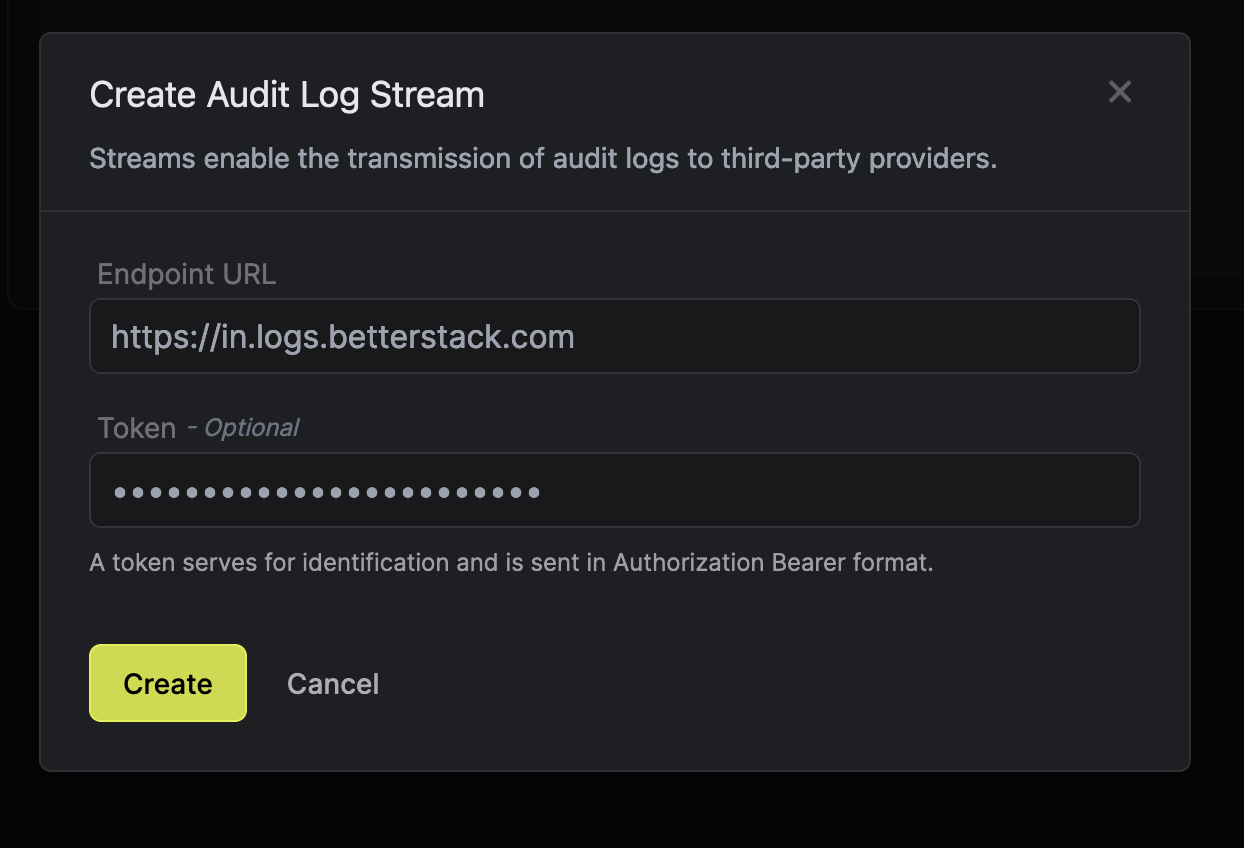 Create Audit Log Stream
Streams enable the transmission of audit logs to third-party providers.
Endpoint URL
https://in.logs.betterstack.com
Token - Optional
••••••••••••••••••••••••
A token serves for identification and is sent in Authorization Bearer format.
Create Cancel